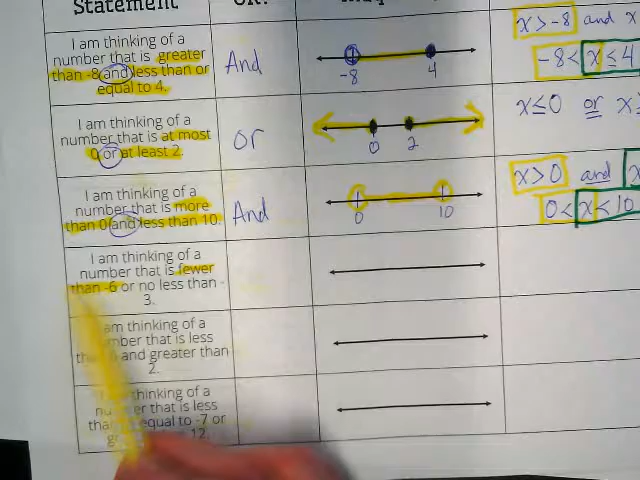 Statement
x > -8 and x
I am thinking of a
number that is greater
than -8 and less than or
equal to 4.
And
-8 4
-8 < x ≤ 4
I am thinking of a
number that is at most
0 or at least 2.
or
0 2
x ≤ 0 or x ≥
I am thinking of a
number that is more
than 0 and less than 10.
And
0 10
x > 0 and x
0 < x < 10
I am thinking of a
number that is fewer
than -6 or no less than -
3.
am thinking of a
number that is less
and greater than
2.
thinking of a
that is less
equal to -7 or
12.